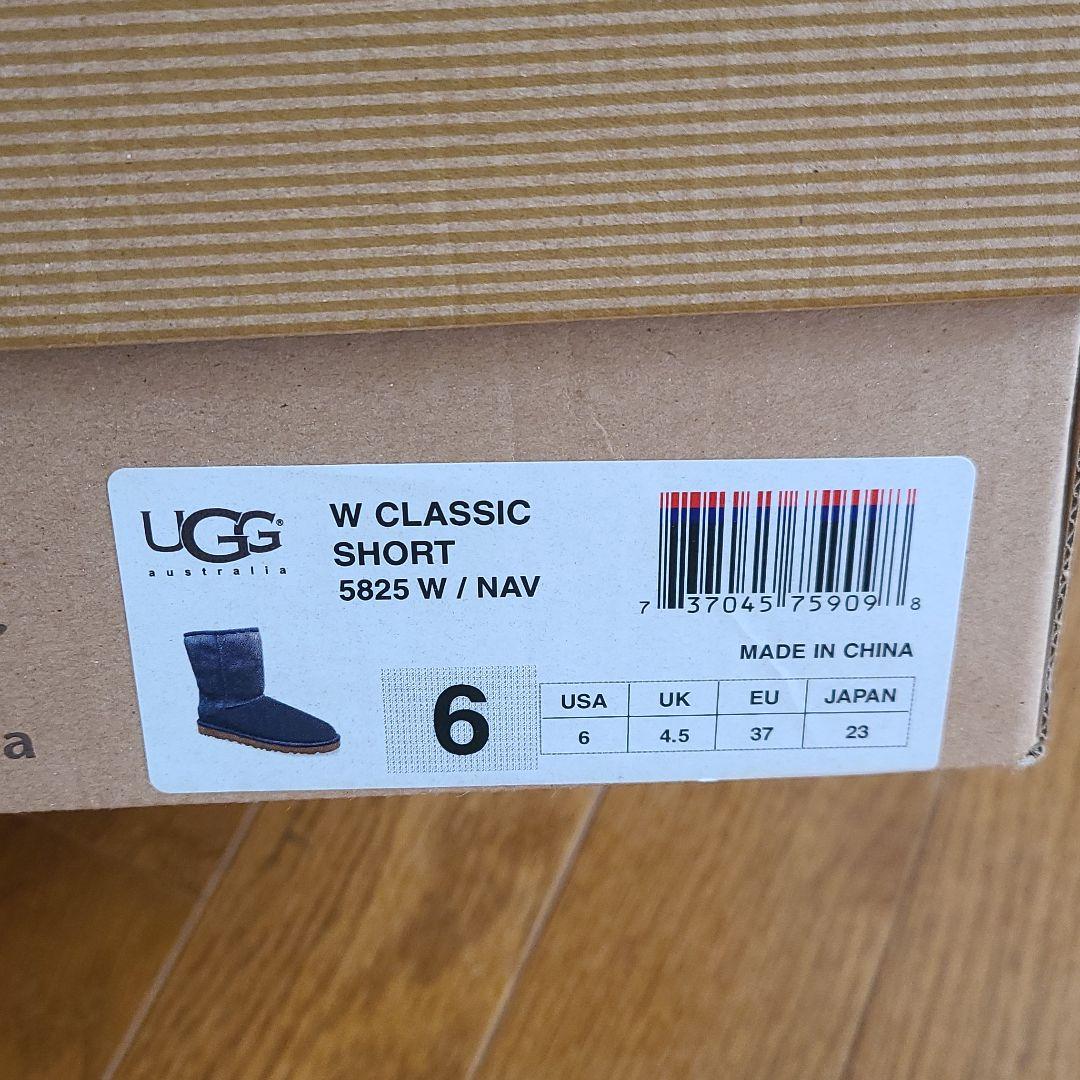 UGG®
australia
W CLASSIC
SHORT
5825 W / NAV
7 37045 75909 8
MADE IN CHINA
6
USA UK EU JAPAN
6 4.5 37 23
a